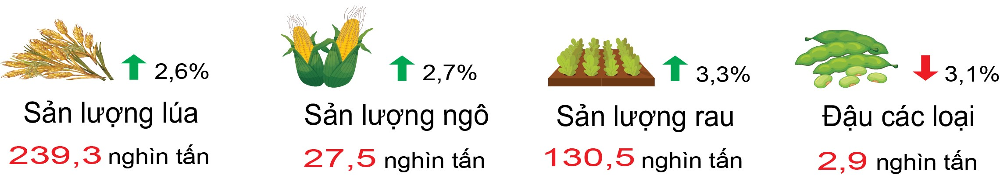 2,6%
Sản lượng lúa
239,3 nghìn tấn
2,7%
Sản lượng ngô
27,5 nghìn tấn
3,3%
Sản lượng rau
130,5 nghìn tấn
3,1%
Đậu các loại
2,9 nghìn tấn